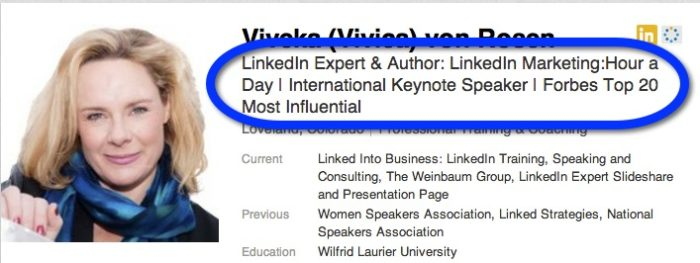 Viveka (Vivica) von Rosen
in
LinkedIn Expert & Author: LinkedIn Marketing:Hour a
Day | International Keynote Speaker | Forbes Top 20
Most Influential
Loveland, Colorado | Professional Training & Coaching
Current Linked Into Business: LinkedIn Training, Speaking and
Consulting, The Weinbaum Group, LinkedIn Expert Slideshare
and Presentation Page
Previous Women Speakers Association, Linked Strategies, National
Speakers Association
Education Wilfrid Laurier University